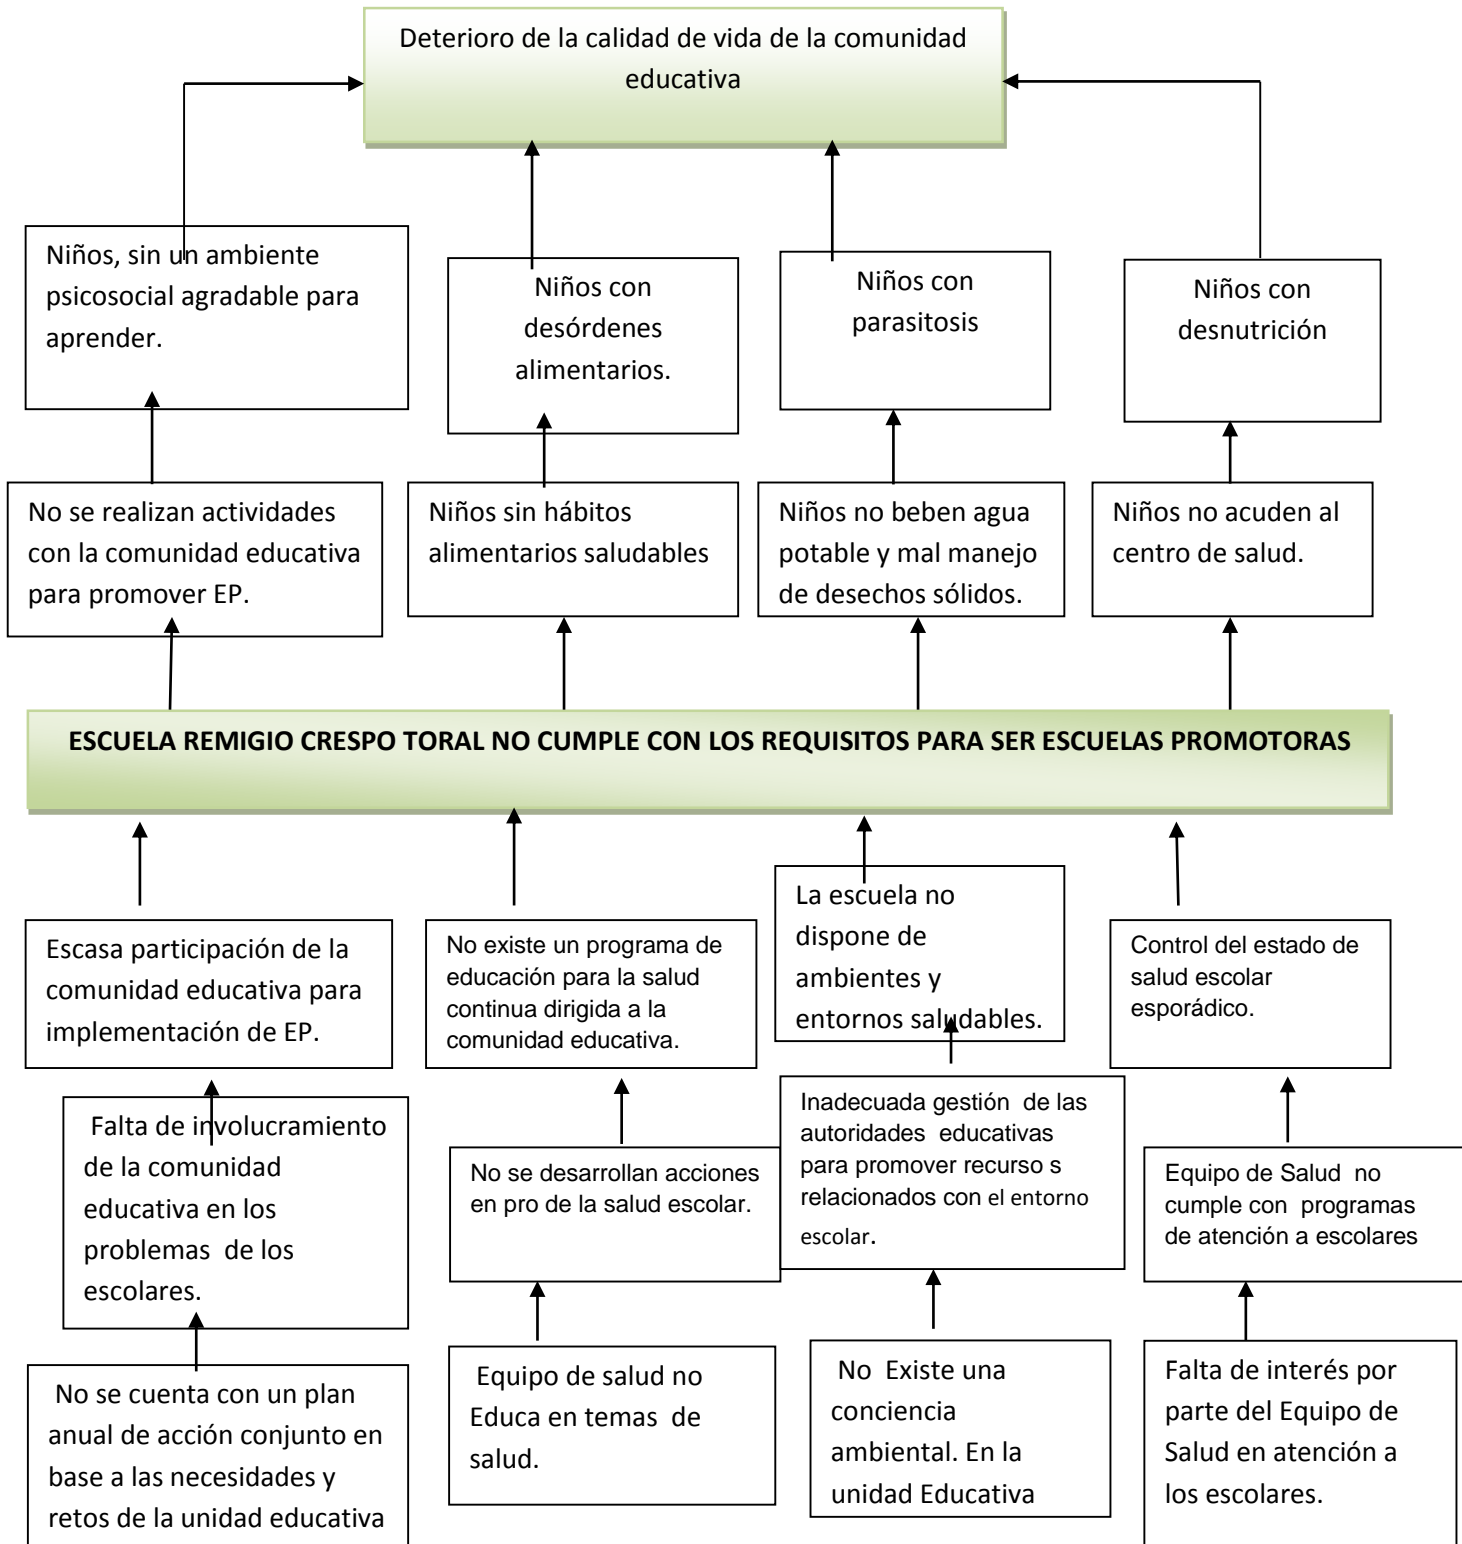 Deterioro de la calidad de vida de la comunidad
educativa
Niños, sin un ambiente
psicosocial agradable para
aprender.
Niños con
desórdenes
alimentarios.
Niños con
parasitosis
Niños con
desnutrición
No se realizan actividades
con la comunidad educativa
para promover EP.
Niños sin hábitos
alimentarios saludables
Niños no beben agua
potable y mal manejo
de desechos sólidos.
Niños no acuden al
centro de salud.
ESCUELA REMIGIO CRESPO TORAL NO CUMPLE CON LOS REQUISITOS PARA SER ESCUELAS PROMOTORAS
Escasa participación de la
comunidad educativa para
implementación de EP.
No existe un programa de
educación para la salud
continua dirigida a la
comunidad educativa.
La escuela no
dispone de
ambientes y
entornos saludables.
Control del estado de
salud escolar
esporádico.
Falta de involucramiento
de la comunidad
educativa en los
problemas de los
escolares.
No se desarrollan acciones
en pro de la salud escolar.
Inadecuada gestión de las
autoridades educativas
para promover recurso s
relacionados con el entorno
escolar.
Equipo de Salud no
cumple con programas
de atención a escolares
No se cuenta con un plan
anual de acción conjunto en
base a las necesidades y
retos de la unidad educativa
Equipo de salud no
Educa en temas de
salud.
No Existe una
conciencia
ambiental. En la
unidad Educativa
Falta de interés por
parte del Equipo de
Salud en atención a
los escolares.